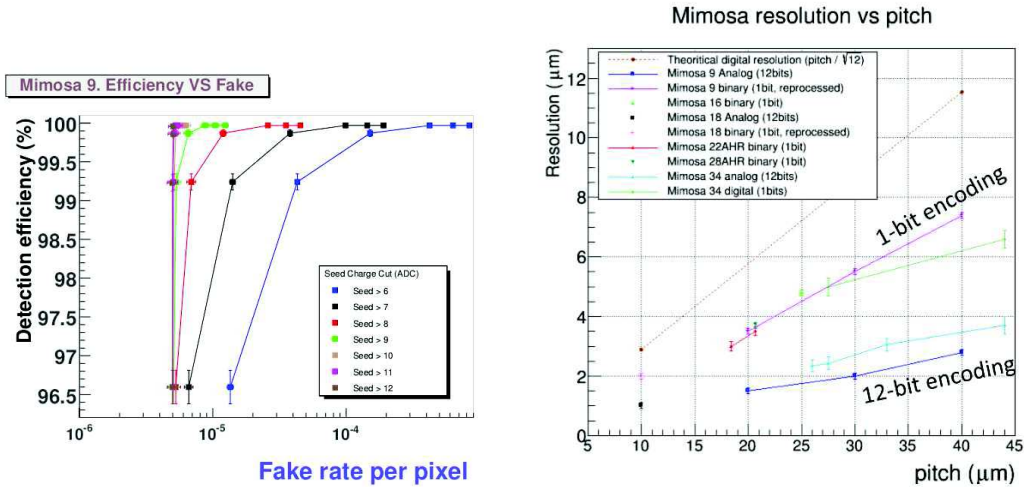 Mimosa 9. Efficiency VS Fake
Detection efficiency (%)
100
99.5
99
98.5
98
97.5
97
96.5
Seed Charge Cut (ADC)
Seed > 6
Seed > 7
Seed > 8
Seed > 9
Seed > 10
Seed > 11
Seed > 12
10⁻⁶ 10⁻⁵ 10⁻⁴
Fake rate per pixel
Mimosa resolution vs pitch
Resolution (μm)
12
10
8
6
4
2
0
Theoritical digital resolution (pitch / √12)
Mimosa 9 Analog (12bits)
Mimosa 9 binary (1bit, reprocessed)
Mimosa 16 binary (1bit)
Mimosa 18 Analog (12bits)
Mimosa 18 binary (1bit, reprocessed)
Mimosa 22AHR binary (1bit)
Mimosa 28AHR binary (1bit)
Mimosa 34 analog (12bits)
Mimosa 34 digital (1bits)
1-bit encoding
12-bit encoding
5 10 15 20 25 30 35 40 45
pitch (μm)